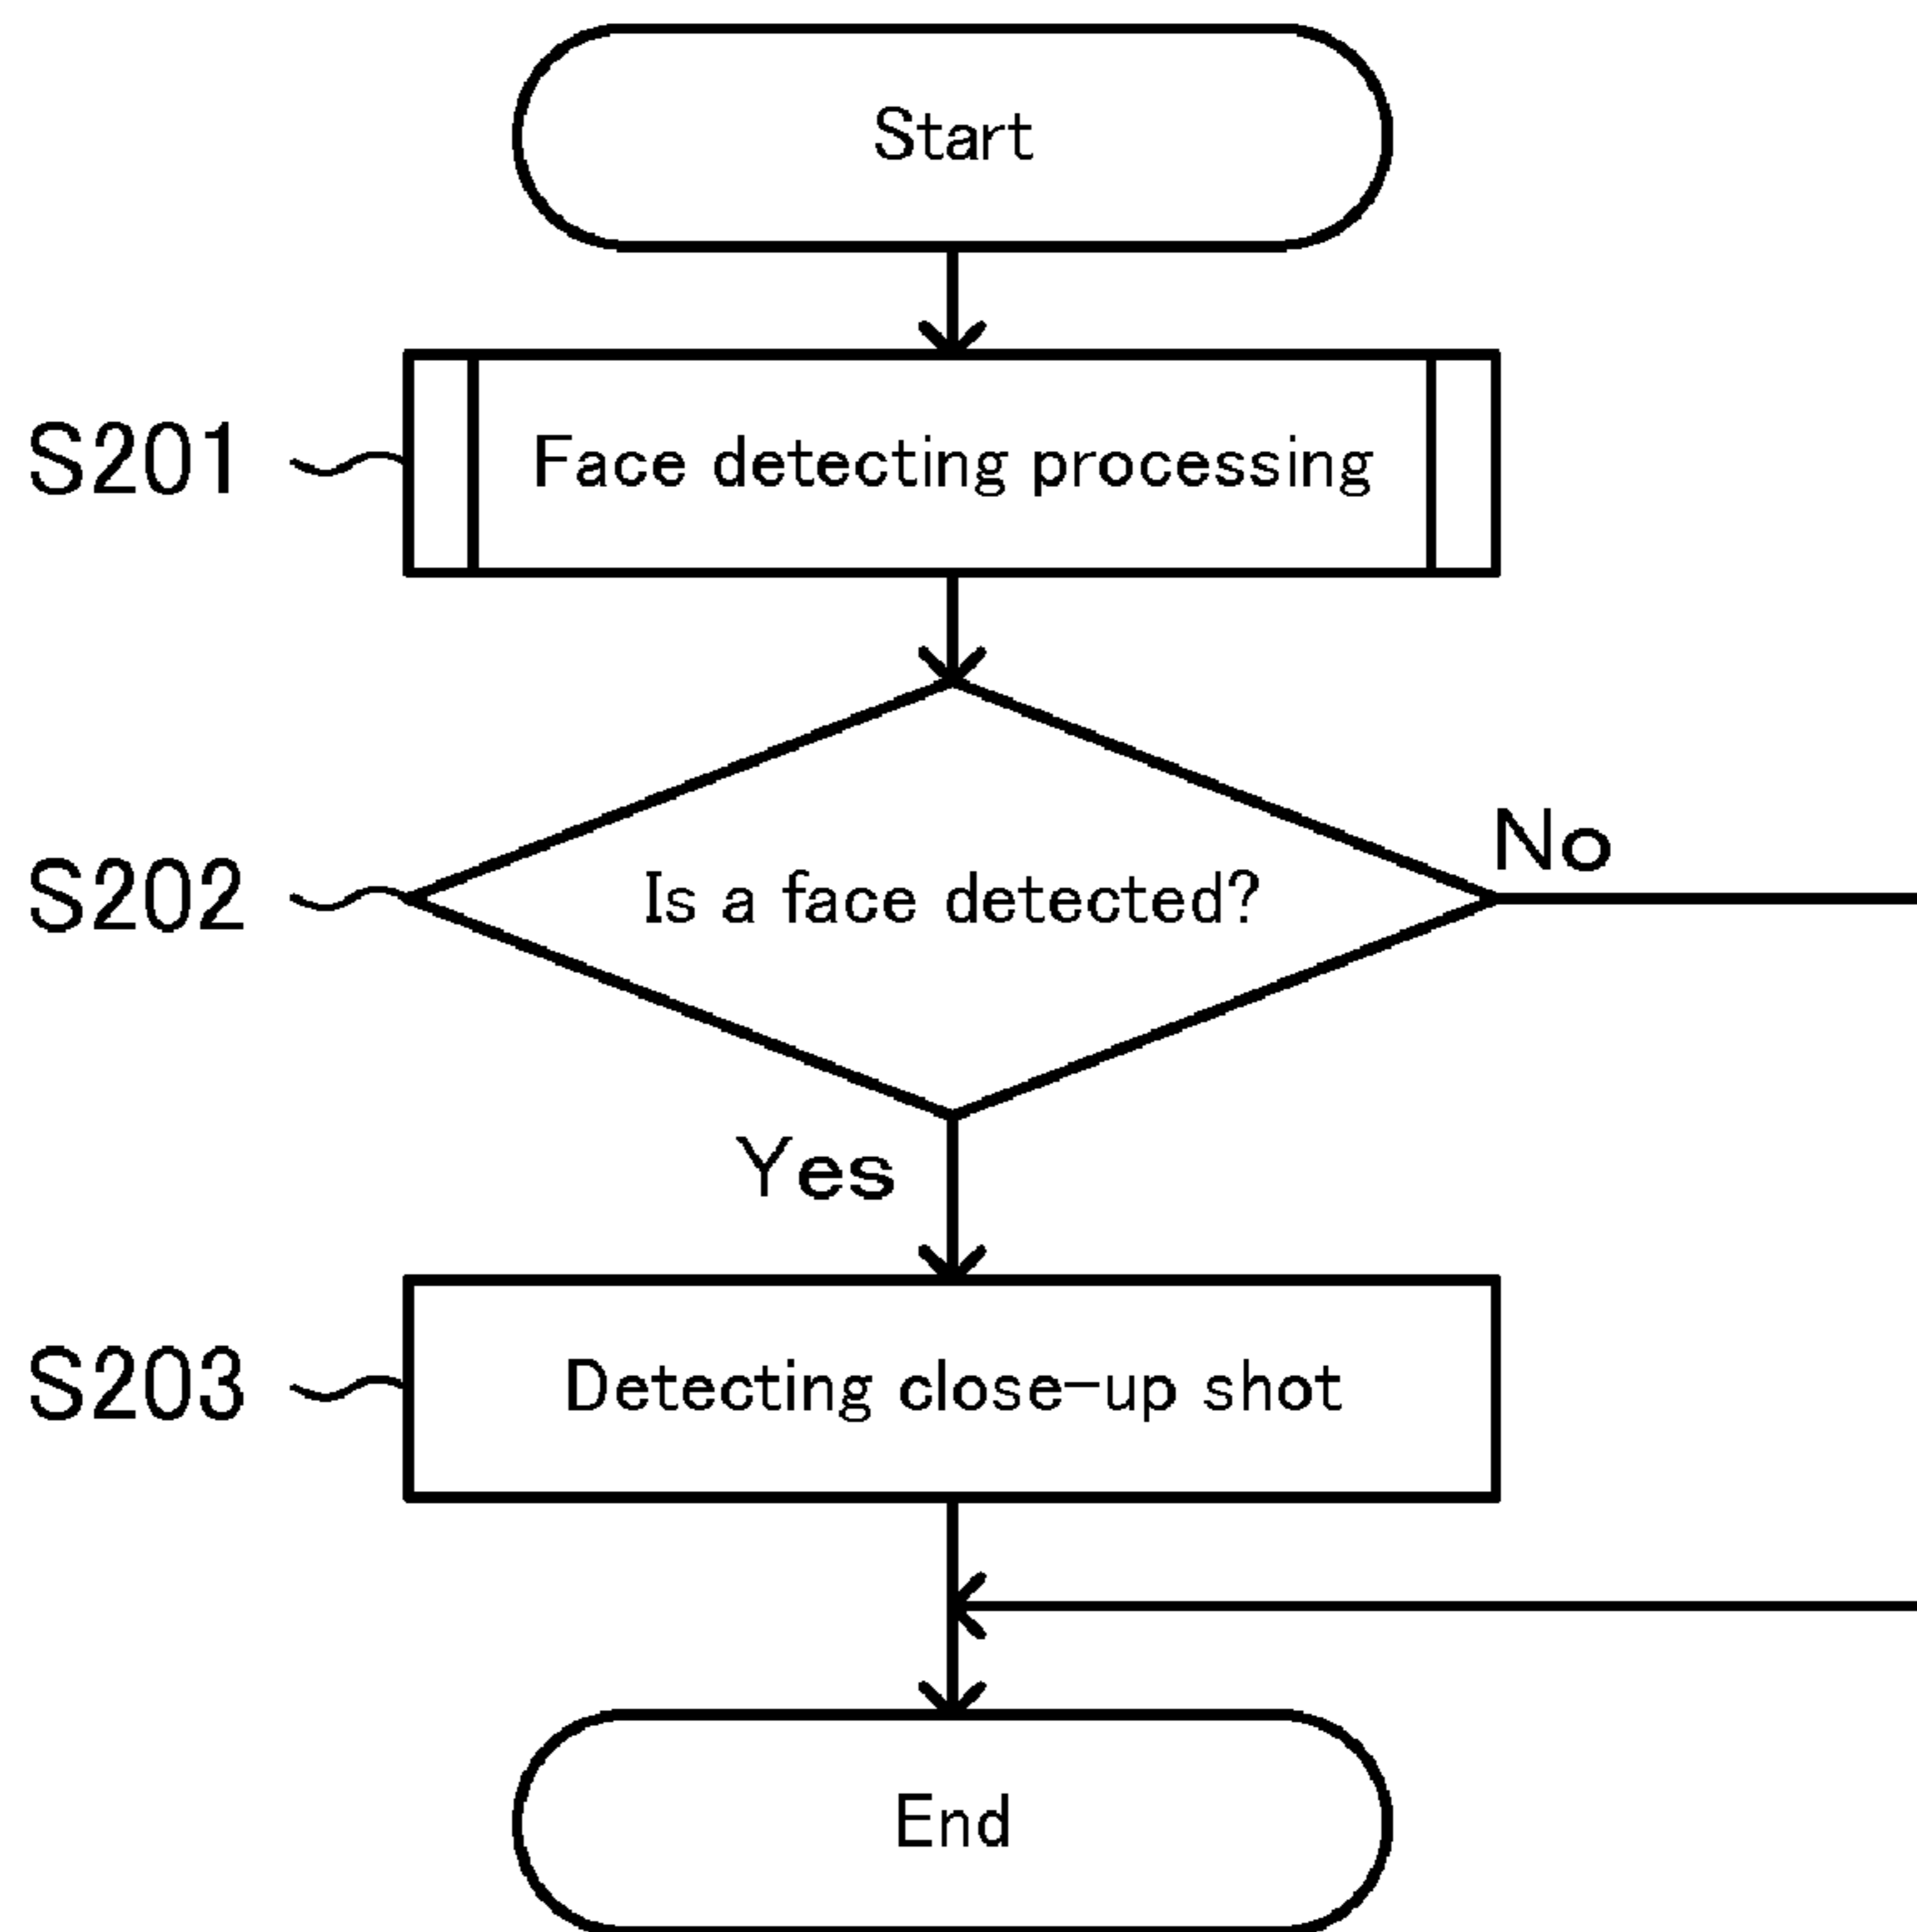 Start
S201
Face detecting processing
S202
Is a face detected?
No
Yes
S203
Detecting close-up shot
End